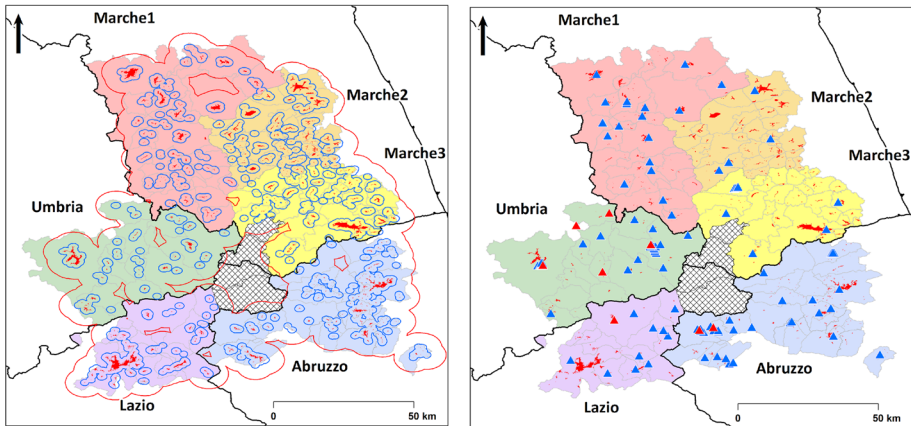 Marche1
Marche2
Marche3
Umbria
Abruzzo
Lazio
0
50 km
Marche1
Marche2
Marche3
Umbria
Abruzzo
Lazio
0
50 km